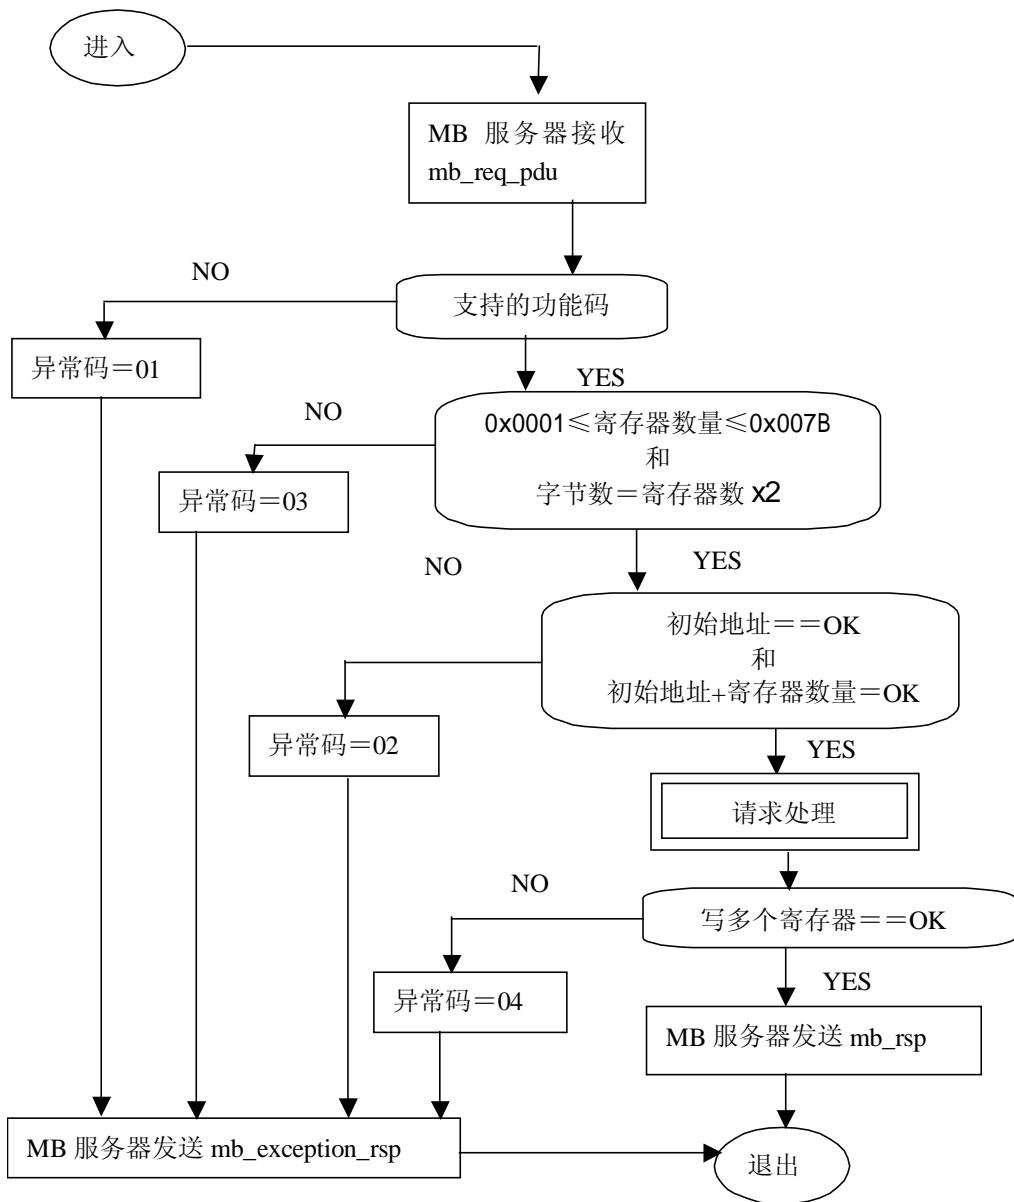 进入
MB 服务器接收
mb_req_pdu
NO
支持的功能码
异常码＝01
YES
NO
0x0001≤寄存器数量≤0x007B
和
字节数＝寄存器数 x2
异常码＝03
NO
YES
初始地址＝＝OK
和
初始地址+寄存器数量＝OK
异常码＝02
YES
请求处理
NO
写多个寄存器＝＝OK
异常码＝04
YES
MB 服务器发送 mb_rsp
MB 服务器发送 mb_exception_rsp
退出